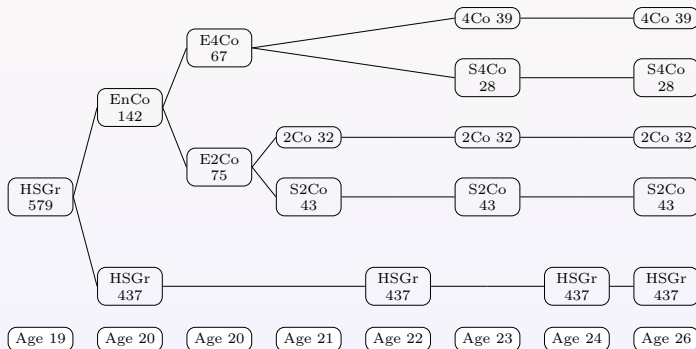 4Co 39
4Co 39
E4Co
67
S4Co
28
S4Co
28
EnCo
142
2Co 32
2Co 32
2Co 32
E2Co
75
HSGr
579
S2Co
43
S2Co
43
S2Co
43
HSGr
437
HSGr
437
HSGr
437
HSGr
437
Age 19
Age 20
Age 20
Age 21
Age 22
Age 23
Age 24
Age 26